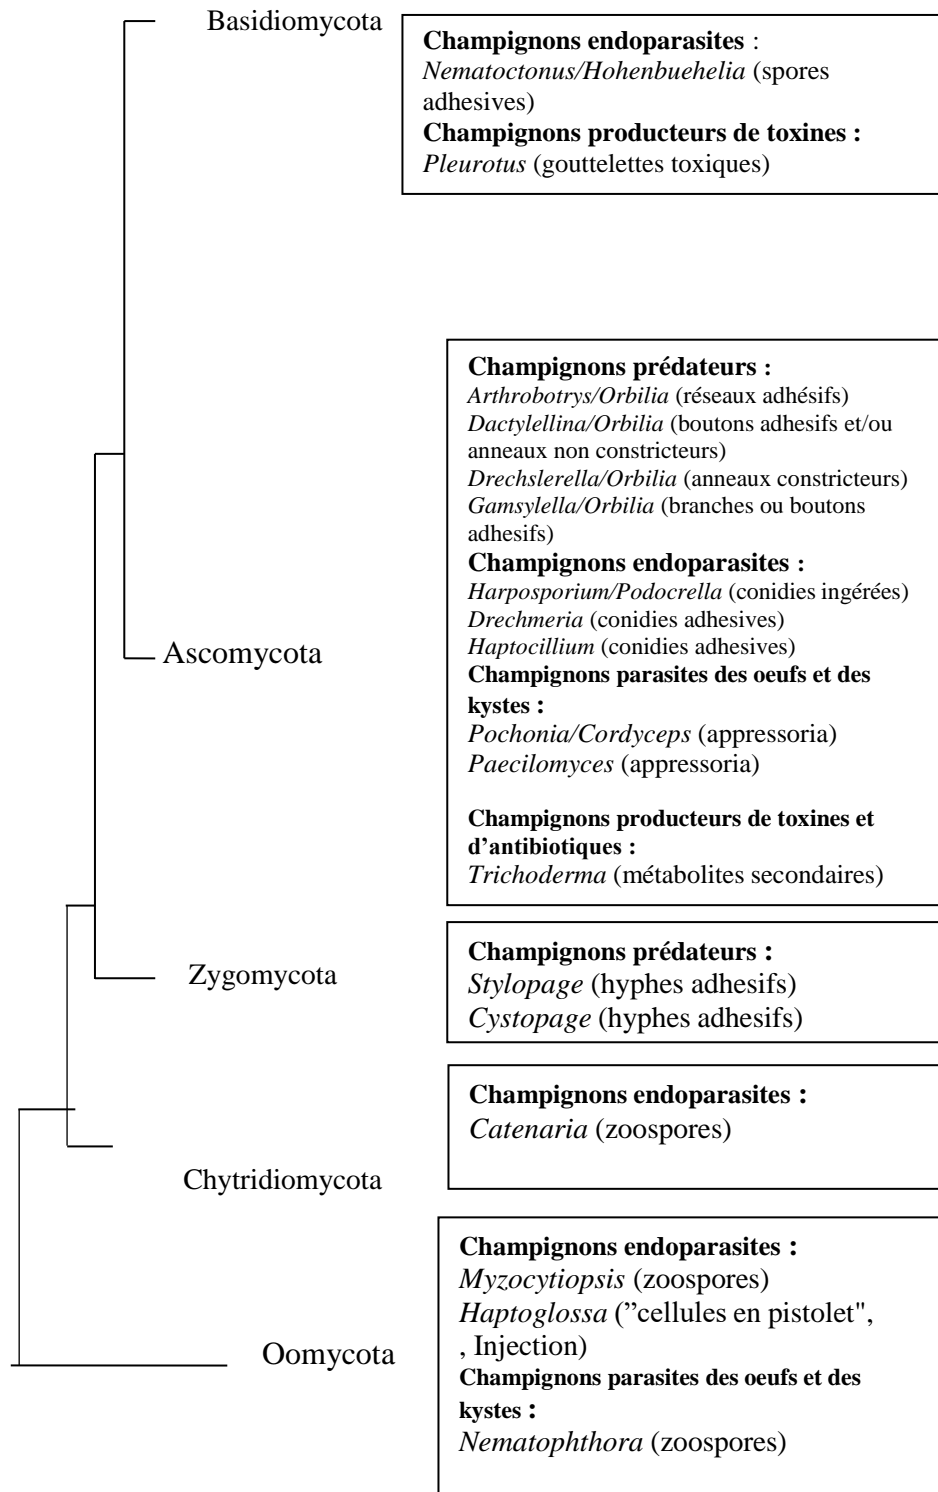 Basidiomycota
Champignons endoparasites :
Nematoctonus/Hohenbuehelia (spores
adhesives)
Champignons producteurs de toxines :
Pleurotus (gouttelettes toxiques)
Champignons prédateurs :
Arthrobotrys/Orbilia (réseaux adhésifs)
Dactylellina/Orbilia (boutons adhesifs et/ou
anneaux non constricteurs)
Drechslerella/Orbilia (anneaux constricteurs)
Gamsylella/Orbilia (branches ou boutons
adhesifs)
Champignons endoparasites :
Harposporium/Podocrella (conidies ingérées)
Drechmeria (conidies adhesives)
Haptocillium (conidies adhesives)
Champignons parasites des oeufs et des
kystes :
Pochonia/Cordyceps (appressoria)
Paecilomyces (appressoria)
Champignons producteurs de toxines et
d’antibiotiques :
Trichoderma (métabolites secondaires)
Ascomycota
Zygomycota
Champignons prédateurs :
Stylopage (hyphes adhesifs)
Cystopage (hyphes adhesifs)
Champignons endoparasites :
Catenaria (zoospores)
Chytridiomycota
Champignons endoparasites :
Myzocytiopsis (zoospores)
Haptoglossa (”cellules en pistolet",
, Injection)
Champignons parasites des oeufs et des
kystes :
Nematophthora (zoospores)
Oomycota